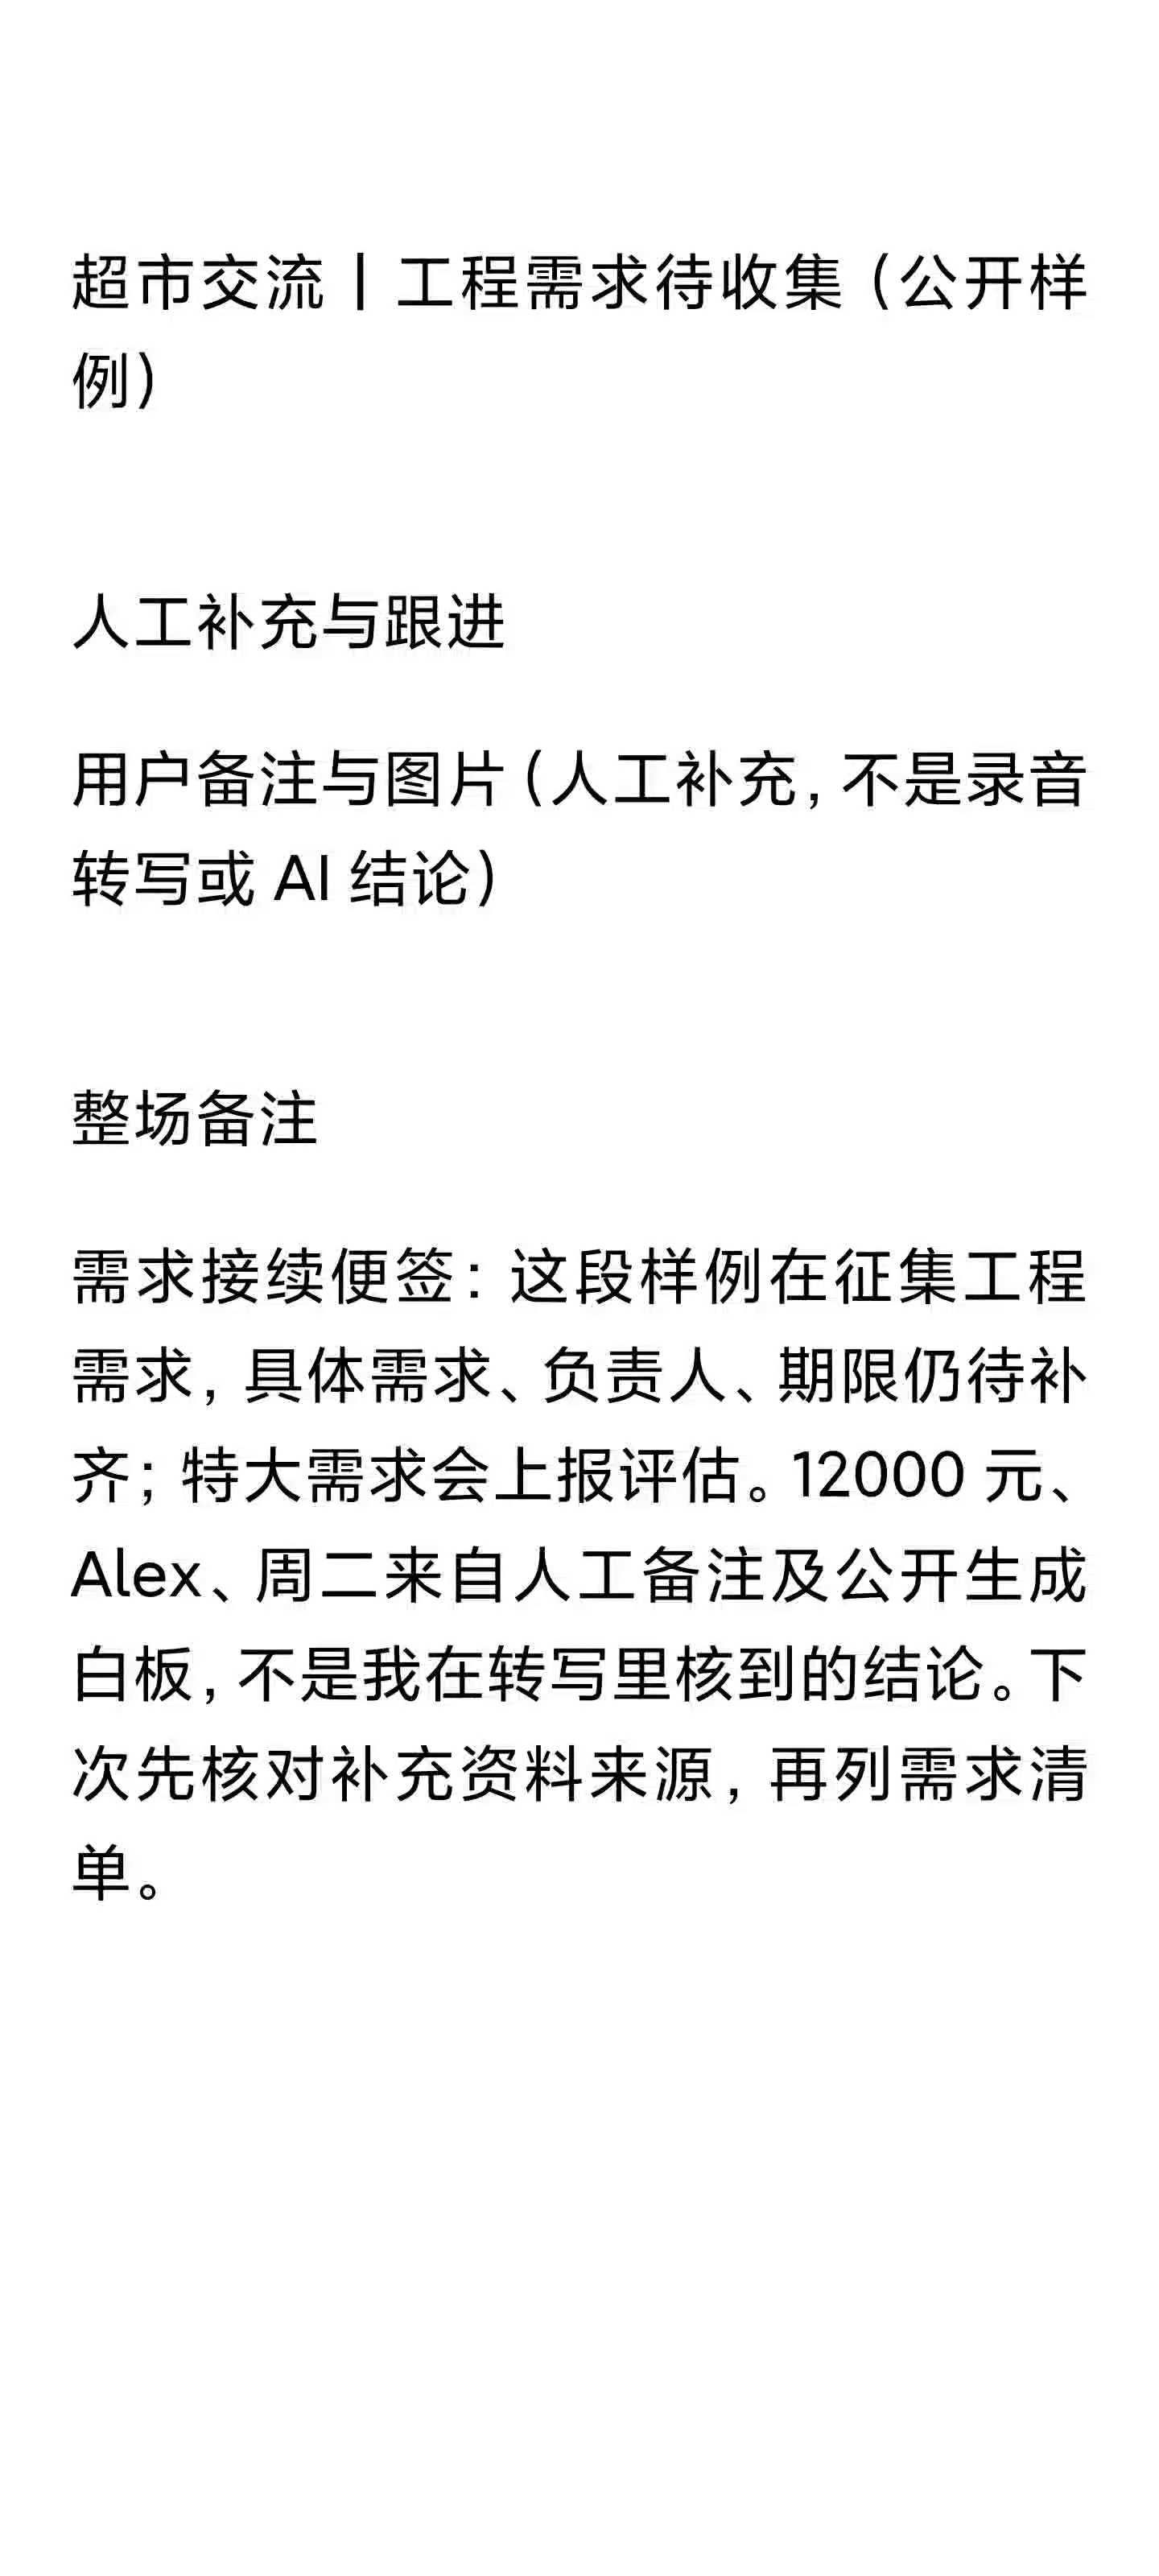 超市交流丨工程需求待收集（公开样
例）
人工补充与跟进
用户备注与图片（人工补充，不是录音
转写或 AI 结论）
整场备注
需求接续便签：这段样例在征集工程
需求，具体需求、负责人、期限仍待补
齐；特大需求会上报评估。12000 元、
Alex、周二来自人工备注及公开生成
白板，不是我在转写里核到的结论。下
次先核对补充资料来源，再列需求清
单。